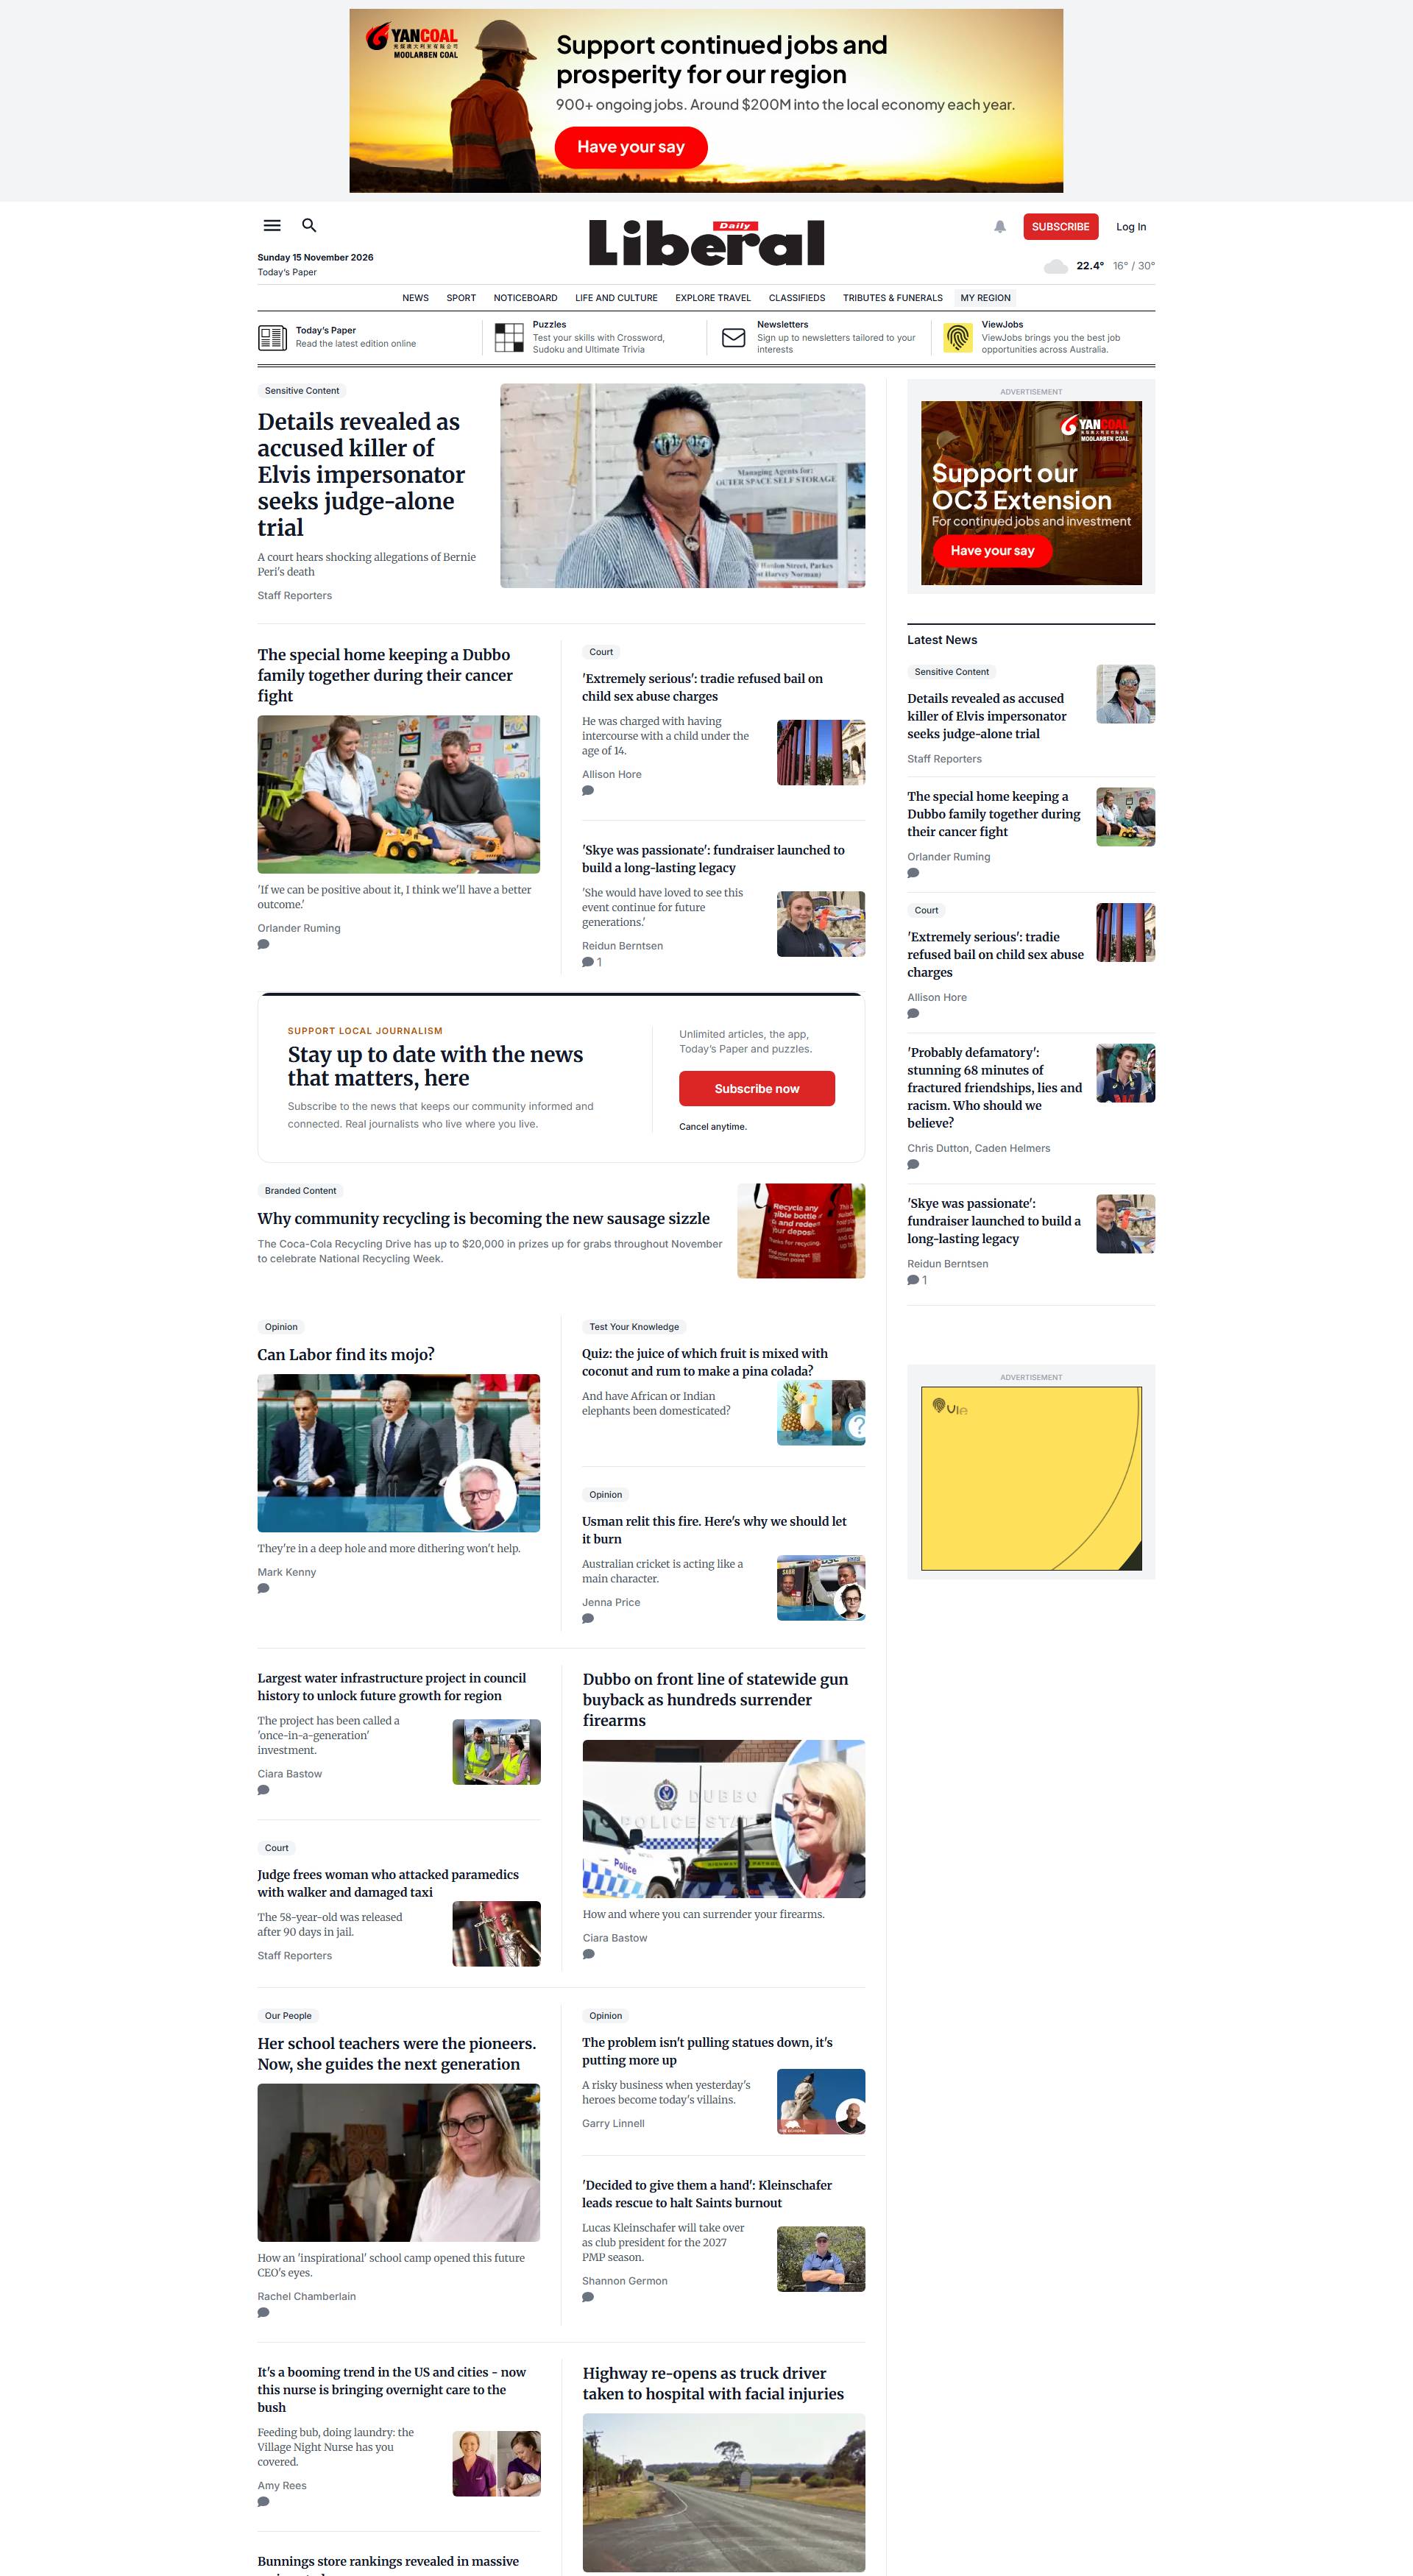 YANCOAL
MOOLARBEN COAL
Support continued jobs and
prosperity for our region
900+ ongoing jobs. Around $200M into the local economy each year.
Have your say
Daily
Liberal
SUBSCRIBE
Log In
Sunday 15 November 2026
Today's Paper
22.4° 16° / 30°
NEWS SPORT NOTICEBOARD LIFE AND CULTURE EXPLORE TRAVEL CLASSIFIEDS TRIBUTES & FUNERALS MY REGION
Today's Paper
Read the latest edition online
Puzzles
Test your skills with Crossword,
Sudoku and Ultimate Trivia
Newsletters
Sign up to newsletters tailored to your
interests
ViewJobs
ViewJobs brings you the best job
opportunities across Australia.
Sensitive Content
Details revealed as
accused killer of
Elvis impersonator
seeks judge-alone
trial
A court hears shocking allegations of Bernie
Peri's death
Staff Reporters
Managing Agents for:
OUTER SPACE SELF STORAGE
Hardon Street, Parkes
Harvey Norman)
The special home keeping a Dubbo
family together during their cancer
fight
'If we can be positive about it, I think we'll have a better
outcome.'
Orlander Ruming
Court
'Extremely serious': tradie refused bail on
child sex abuse charges
He was charged with having
intercourse with a child under the
age of 14.
Allison Hore
'Skye was passionate': fundraiser launched to
build a long-lasting legacy
'She would have loved to see this
event continue for future
generations.'
Reidun Berntsen
1
SUPPORT LOCAL JOURNALISM
Stay up to date with the news
that matters, here
Subscribe to the news that keeps our community informed and
connected. Real journalists who live where you live.
Unlimited articles, the app,
Today's Paper and puzzles.
Subscribe now
Cancel anytime.
Branded Content
Why community recycling is becoming the new sausage sizzle
The Coca-Cola Recycling Drive has up to $20,000 in prizes up for grabs throughout November
to celebrate National Recycling Week.
Recycle any
bottle
and redeem
your deposit.
Thanks for recycling.
Opinion
Can Labor find its mojo?
They're in a deep hole and more dithering won't help.
Mark Kenny
Test Your Knowledge
Quiz: the juice of which fruit is mixed with
coconut and rum to make a pina colada?
And have African or Indian
elephants been domesticated?
?
Opinion
Usman relit this fire. Here's why we should let
it burn
Australian cricket is acting like a
main character.
Jenna Price
Largest water infrastructure project in council
history to unlock future growth for region
The project has been called a
'once-in-a-generation'
investment.
Ciara Bastow
Court
Judge frees woman who attacked paramedics
with walker and damaged taxi
The 58-year-old was released
after 90 days in jail.
Staff Reporters
Dubbo on front line of statewide gun
buyback as hundreds surrender
firearms
DUBBO
POLICE STAT
Police
HIGHWAY PATROL
How and where you can surrender your firearms.
Ciara Bastow
Our People
Her school teachers were the pioneers.
Now, she guides the next generation
How an 'inspirational' school camp opened this future
CEO's eyes.
Rachel Chamberlain
Opinion
The problem isn't pulling statues down, it's
putting more up
A risky business when yesterday's
heroes become today's villains.
Garry Linnell
'Decided to give them a hand': Kleinschafer
leads rescue to halt Saints burnout
Lucas Kleinschafer will take over
as club president for the 2027
PMP season.
Shannon Germon
It's a booming trend in the US and cities - now
this nurse is bringing overnight care to the
bush
Feeding bub, doing laundry: the
Village Night Nurse has you
covered.
Amy Rees
Bunnings store rankings revealed in massive
Highway re-opens as truck driver
taken to hospital with facial injuries
ADVERTISEMENT
YANCOAL
MOOLARBEN COAL
Support our
OC3 Extension
For continued jobs and investment
Have your say
Latest News
Sensitive Content
Details revealed as accused
killer of Elvis impersonator
seeks judge-alone trial
Staff Reporters
The special home keeping a
Dubbo family together during
their cancer fight
Orlander Ruming
Court
'Extremely serious': tradie
refused bail on child sex abuse
charges
Allison Hore
'Probably defamatory':
stunning 68 minutes of
fractured friendships, lies and
racism. Who should we
believe?
Chris Dutton, Caden Helmers
'Skye was passionate':
fundraiser launched to build a
long-lasting legacy
Reidun Berntsen
1
ADVERTISEMENT